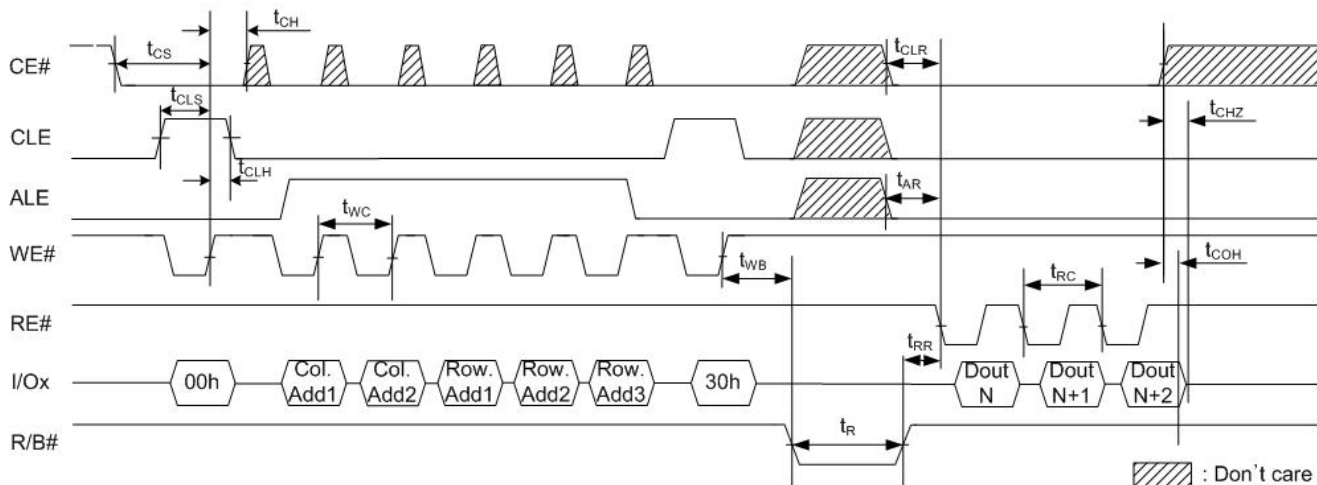 CE#
tCS
tCH
tCLR
tCHZ
CLE
tCLS
tCLH
ALE
tWC
tAR
WE#
tWB
tCOH
RE#
tRC
tRR
I/Ox
00h
Col. Add1
Col. Add2
Row. Add1
Row. Add2
Row. Add3
30h
Dout N
Dout N+1
Dout N+2
R/B#
tR
: Don't care